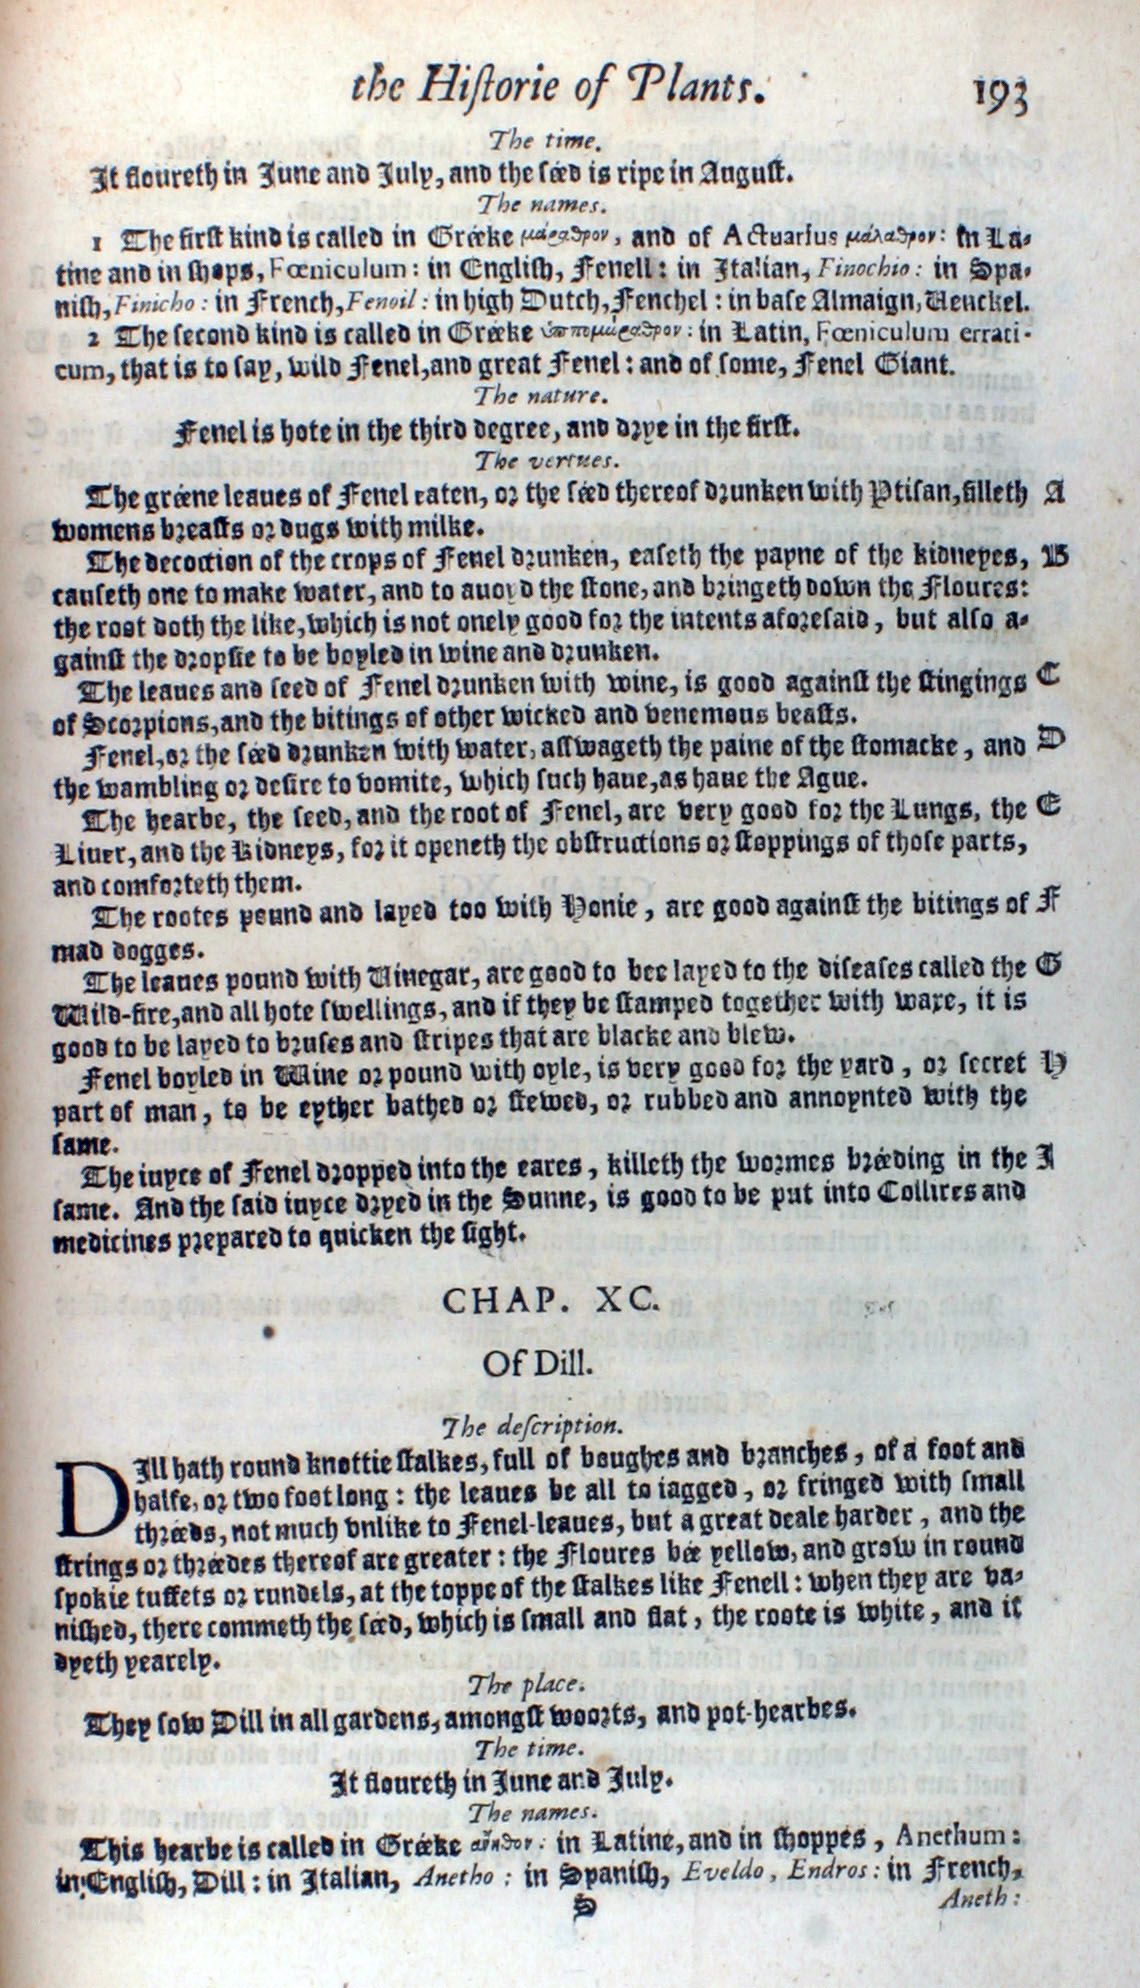 the Hiſtorie of Plants. 193
The time.
It floureth in June and July, and the ſeed is ripe in Auguſt.
The names.
1 The firſt kind is called in Greeke μάραθρον, and of Actuarius μάλαθρον: In La-
tine and in ſhops, Fœniculum: in Engliſh, Fenell: in Italian, Finochio: in Spa-
niſh, Finicho: in French, Fenoil: in high Dutch, Fenchel: in baſe Almaign, Venckel.
2 The ſecond kind is called in Greeke ἱππομάραθρον: in Latin, Fœniculum errati-
cum, that is to ſay, wild Fenel, and great Fenel: and of ſome, Fenel Giant.
The nature.
Fenel is hote in the third degree, and drye in the firſt.
The vertues.
The greene leaues of Fenel eaten, or the ſeed thereof drunken with Ptiſan, filleth A
womens breaſts or dugs with milke.
The decoction of the crops of Fenel drunken, eaſeth the payne of the kidneyes, B
cauſeth one to make water, and to auoyd the ſtone, and bringeth down the Floures:
the root doth the like, which is not onely good for the intents aforeſaid, but alſo a-
gainſt the dropſie to be boyled in wine and drunken.
The leaues and ſeed of Fenel drunken with wine, is good againſt the ſtingings C
of Scorpions, and the bitings of other wicked and venemous beaſts.
Fenel, or the ſeed drunken with water, aſſwageth the paine of the ſtomacke, and D
the wambling or deſire to vomite, which ſuch haue, as haue the Ague.
The hearbe, the ſeed, and the root of Fenel, are very good for the Lungs, the E
Liuer, and the Kidneys, for it openeth the obſtructions or ſtoppings of thoſe parts,
and comforteth them.
The rootes pound and layed too with Honie, are good againſt the bitings of F
mad dogges.
The leaues pound with Uinegar, are good to bee layed to the diſeaſes called the G
Wild-fire, and all hote ſwellings, and if they be ſtamped together with waxe, it is
good to be layed to bruſes and ſtripes that are blacke and blew.
Fenel boyled in Wine or pound with oyle, is very good for the yard, or ſecret H
part of man, to be eyther bathed or ſtewed, or rubbed and annoynted with the
ſame.
The iuyce of Fenel dropped into the eares, killeth the wormes breeding in the I
ſame. And the ſaid iuyce dryed in the Sunne, is good to be put into Collires and
medicines prepared to quicken the ſight.
CHAP. XC.
Of Dill.
The deſcription.
DIll hath round knottie ſtalkes, full of boughes and branches, of a foot and
halfe, or two foot long: the leaues be all to iagged, or fringed with ſmall
threeds, not much vnlike to Fenel-leaues, but a great deale harder, and the
ſtrings or threedes thereof are greater: the Floures bee yellow, and grow in round
ſpokie tuffets or rundels, at the toppe of the ſtalkes like Fenell: when they are va-
niſhed, there commeth the ſeed, which is ſmall and flat, the roote is white, and it
dyeth yearely.
The place.
They ſow Dill in all gardens, amongſt woorts, and pot-hearbes.
The time.
It floureth in June and July.
The names.
This hearbe is called in Greeke ἄνηθον: in Latine, and in ſhoppes, Anethum:
in Engliſh, Dill: in Italian, Anetho: in Spaniſh, Eveldo, Endros: in French,
S Aneth: